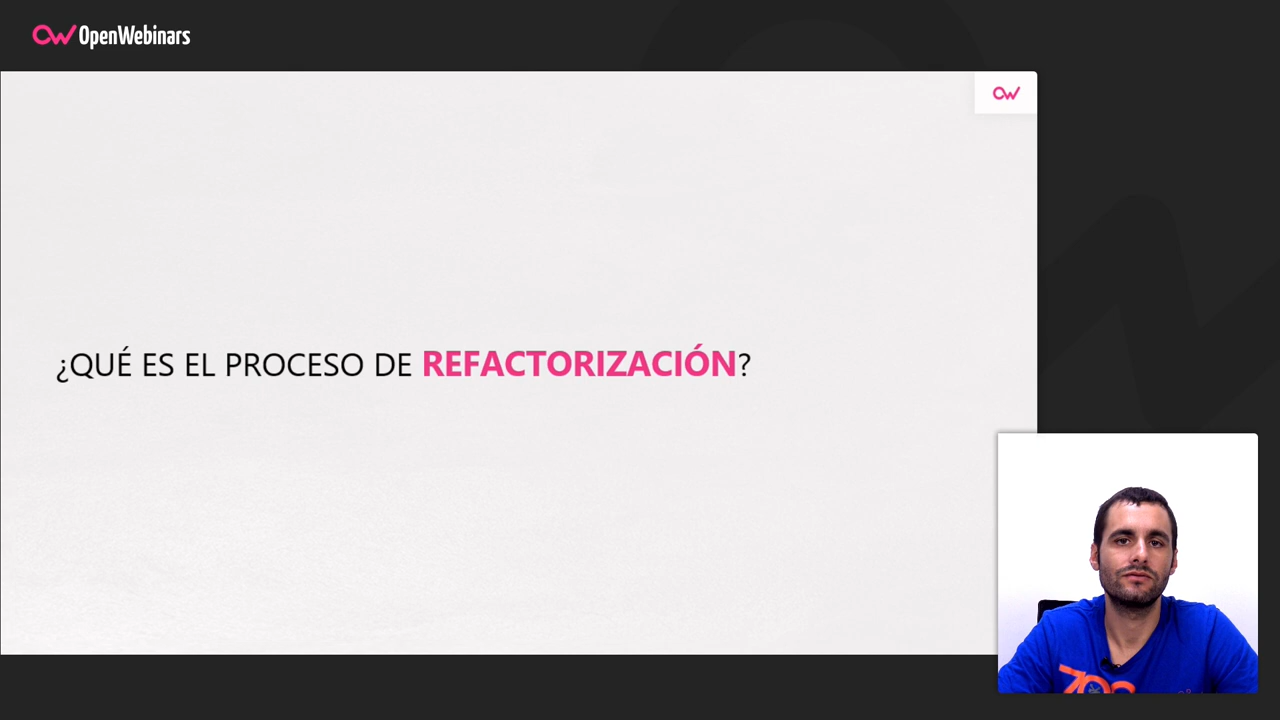 OpenWebinars
¿QUÉ ES EL PROCESO DE REFACTORIZACIÓN?